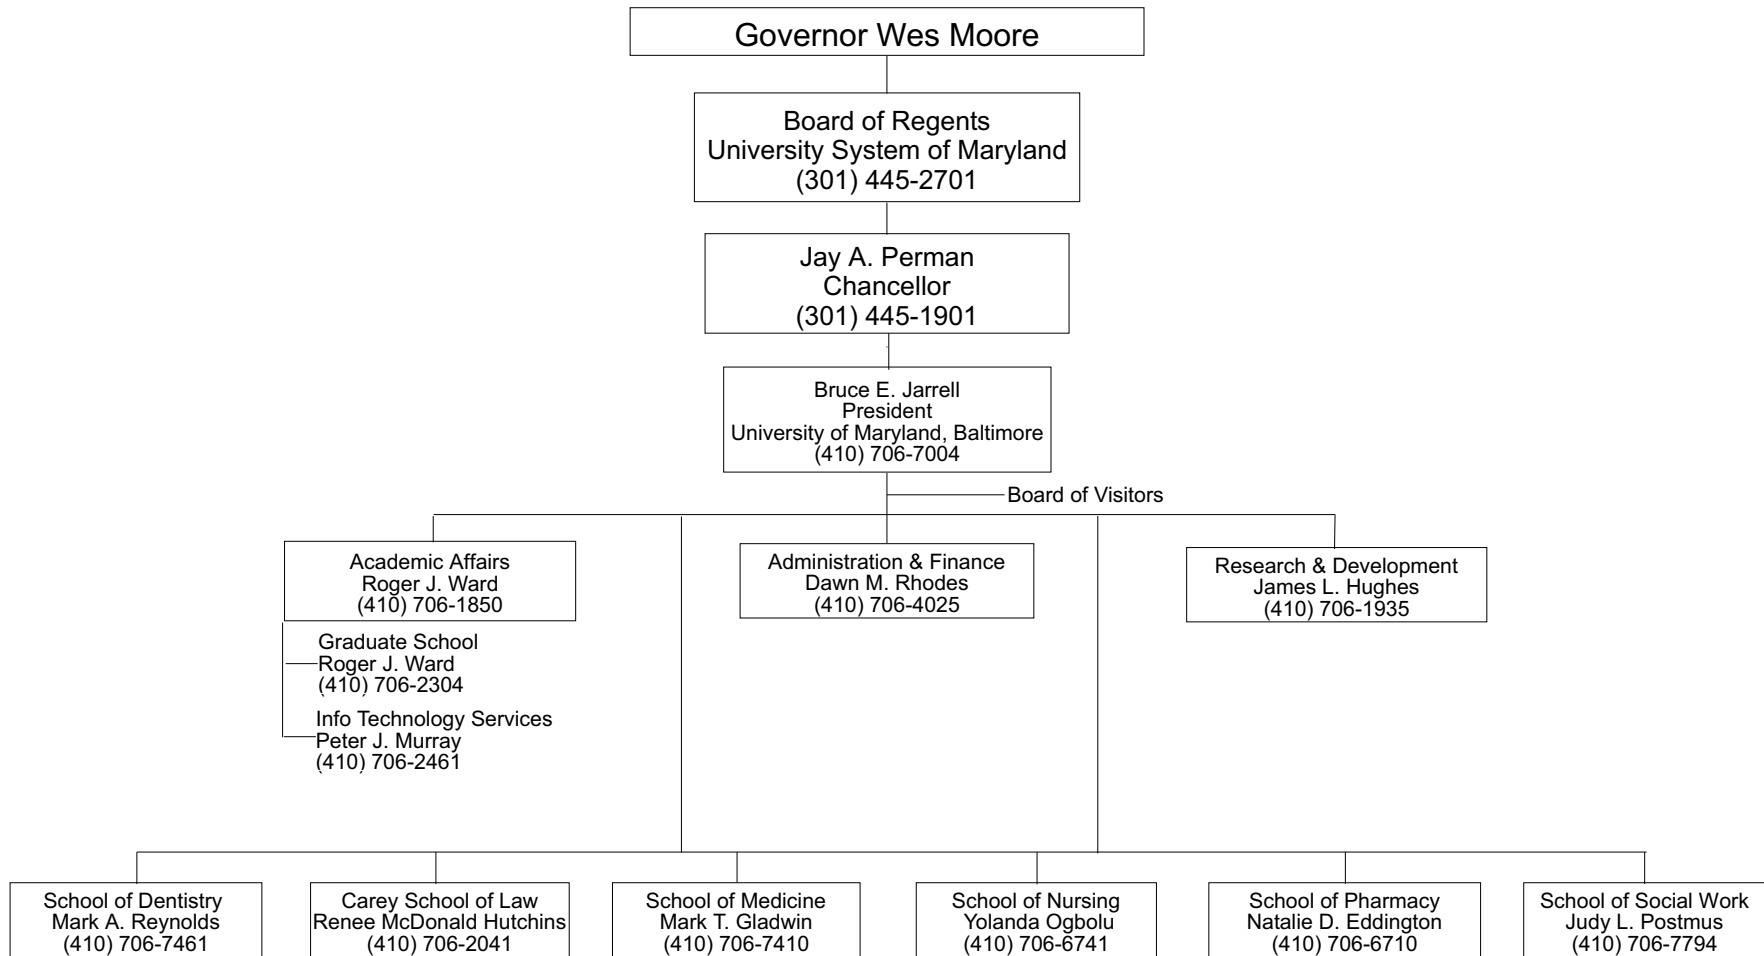 Governor Wes Moore
Board of Regents
University System of Maryland
(301) 445-2701
Jay A. Perman
Chancellor
(301) 445-1901
Bruce E. Jarrell
President
University of Maryland, Baltimore
(410) 706-7004
Board of Visitors
Academic Affairs
Roger J. Ward
(410) 706-1850
Administration & Finance
Dawn M. Rhodes
(410) 706-4025
Research & Development
James L. Hughes
(410) 706-1935
Graduate School
Roger J. Ward
(410) 706-2304
Info Technology Services
Peter J. Murray
(410) 706-2461
School of Dentistry
Mark A. Reynolds
(410) 706-7461
Carey School of Law
Renee McDonald Hutchins
(410) 706-2041
School of Medicine
Mark T. Gladwin
(410) 706-7410
School of Nursing
Yolanda Ogbolu
(410) 706-6741
School of Pharmacy
Natalie D. Eddington
(410) 706-6710
School of Social Work
Judy L. Postmus
(410) 706-7794